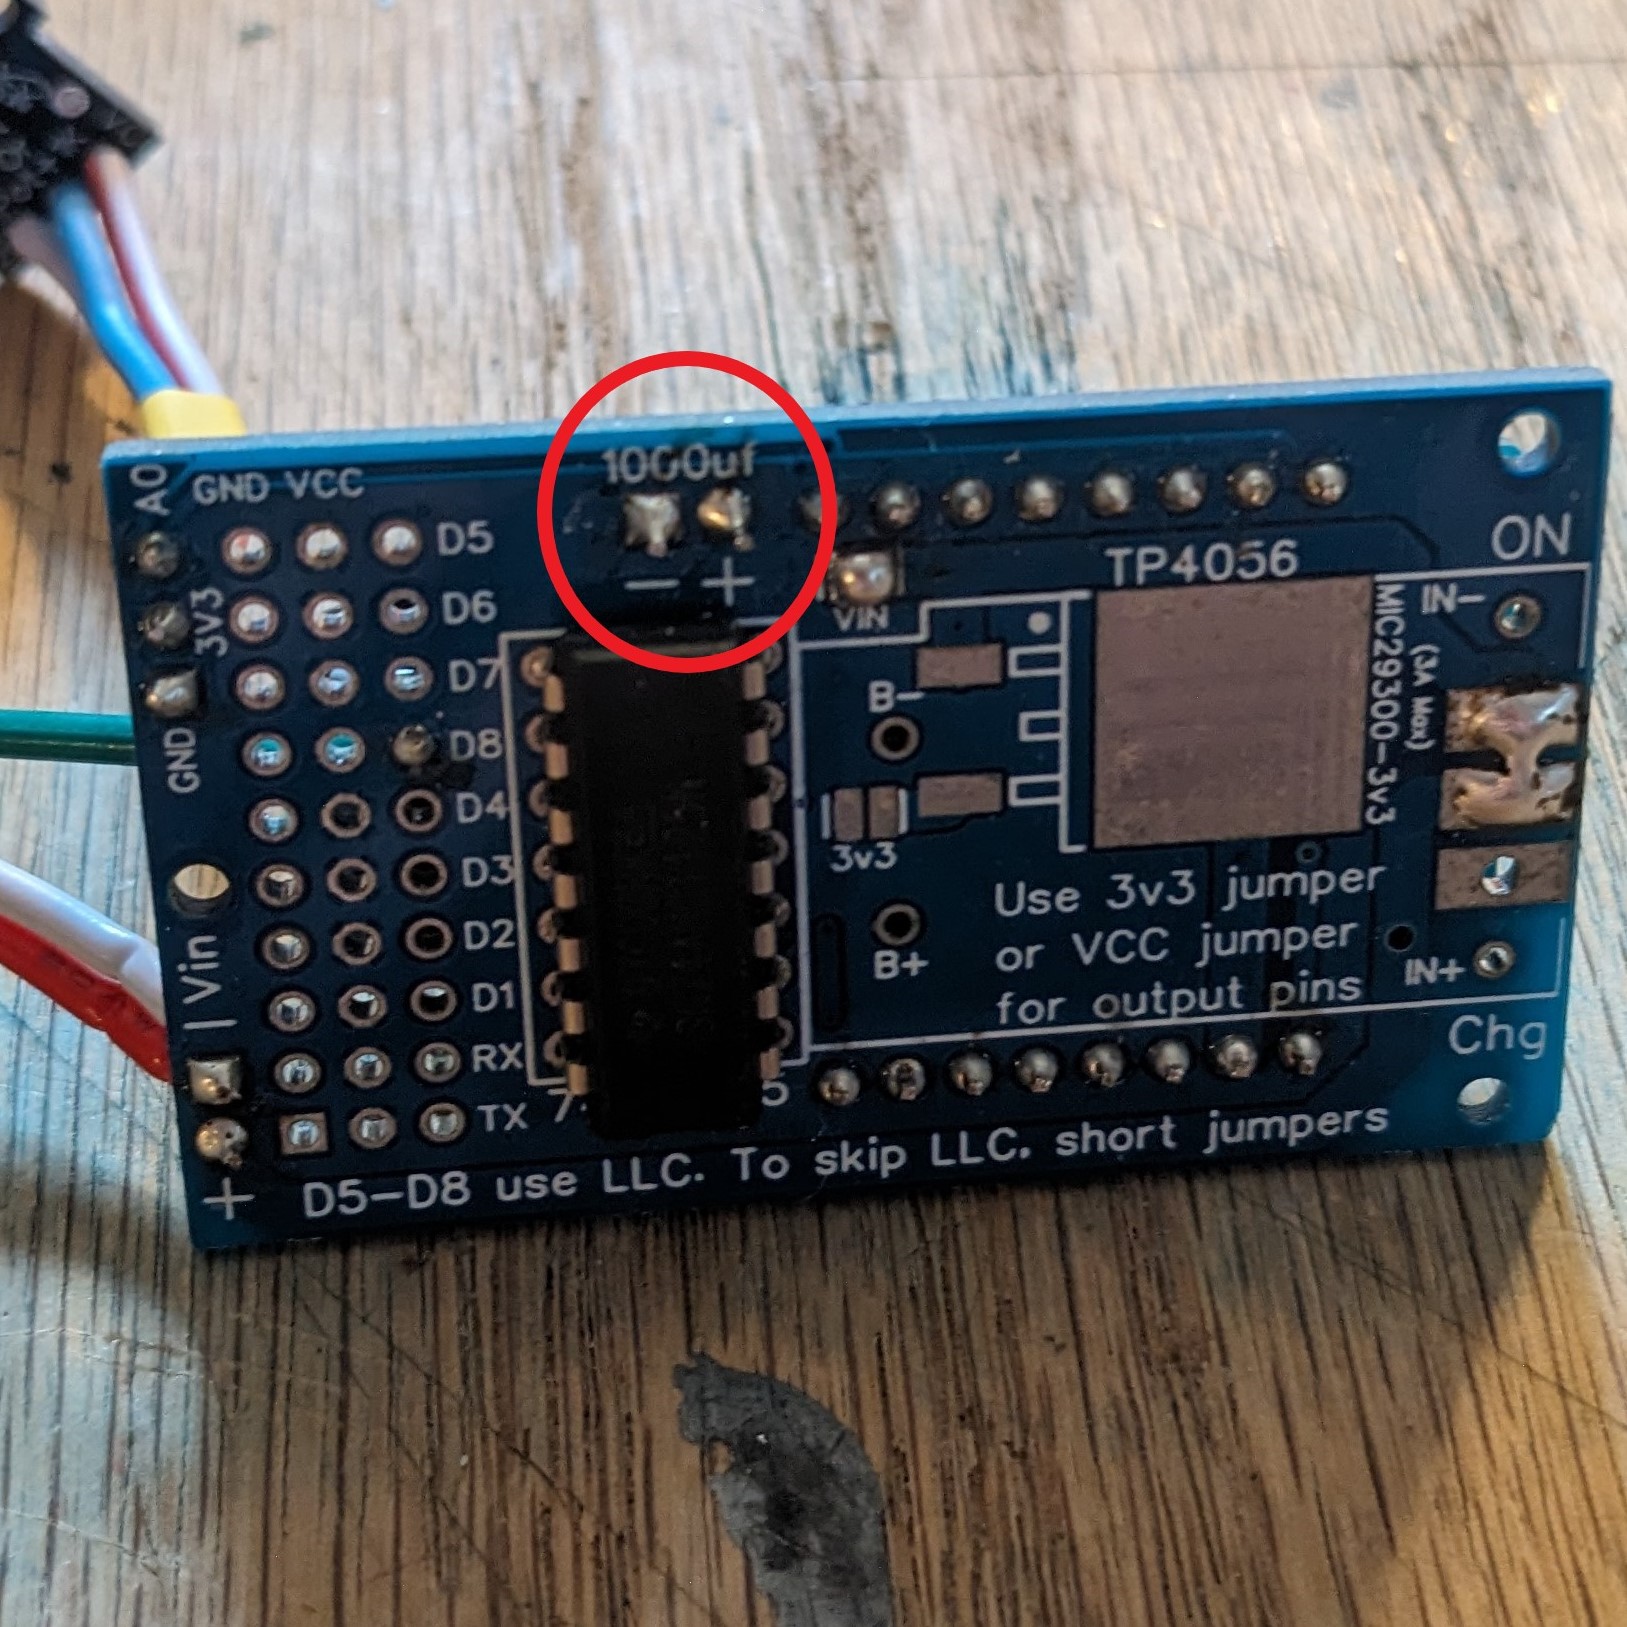 1000uf
A0
GND VCC
D5
- +
TP4056
ON
3V3
D6
VIN
IN-
MIC29300-3v3
(3A Max)
D7
B-
GND
D8
D4
3v3
D3
Use 3v3 jumper
or VCC jumper
for output pins
D2
B+
IN+
Vin
D1
RX
Chg
TX
5
+
D5-D8 use LLC. To skip LLC. short jumpers